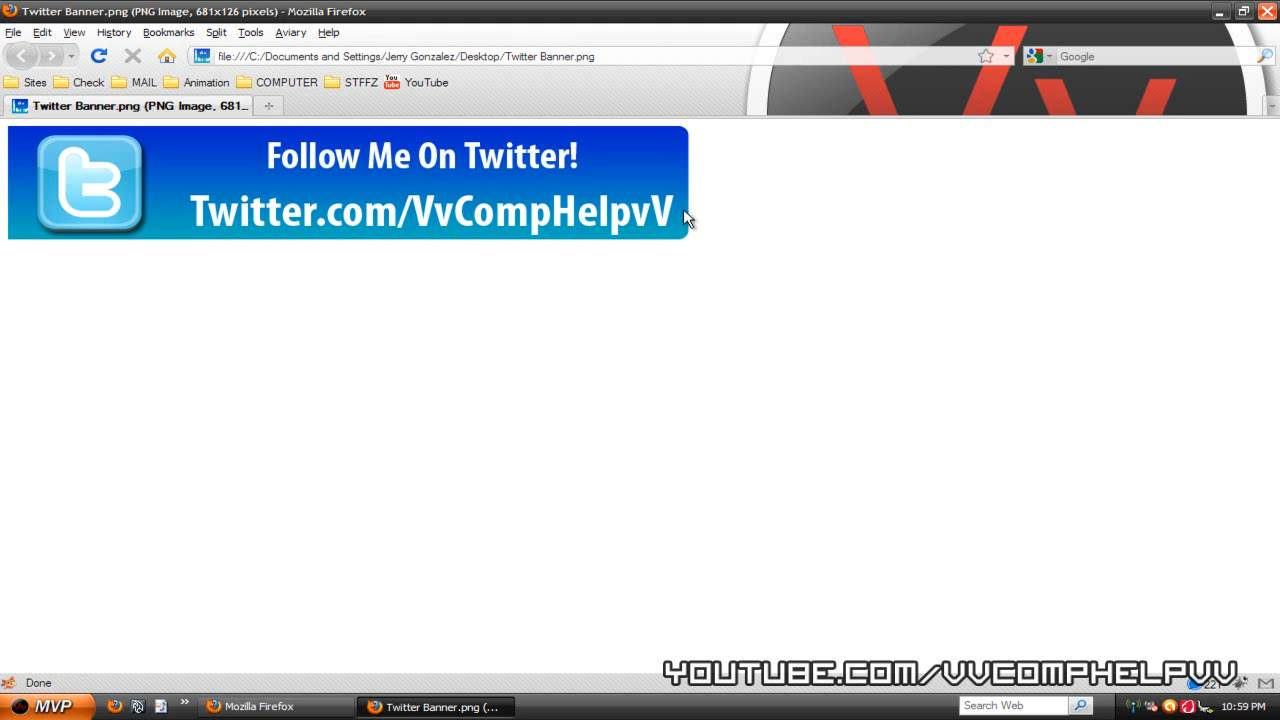 Twitter Banner.png (PNG Image, 681x126 pixels) - Mozilla Firefox
File Edit View History Bookmarks Split Tools Aviary Help
file:///C:/Documents and Settings/Jerry Gonzalez/Desktop/Twitter Banner.png
Google
Sites Check MAIL Animation COMPUTER STFFZ You Tube YouTube
Twitter Banner.png (PNG Image, 681...
Follow Me On Twitter!
Twitter.com/VvCompHelpvV
YOUTUBE.COM/VVCOMPHELPVV
Done
221
MVP
Mozilla Firefox
Twitter Banner.png (...
Search Web
10:59 PM